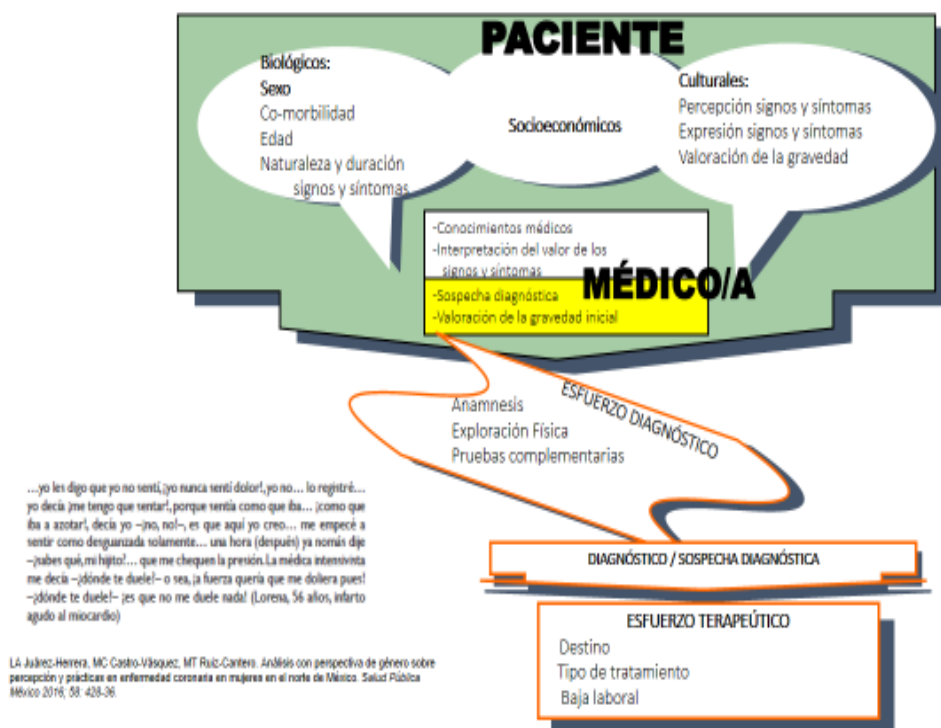 PACIENTE
Biológicos:
Sexo
Co-morbilidad
Edad
Naturaleza y duración
signos y síntomas
Socioeconómicos
Culturales:
Percepción signos y síntomas
Expresión signos y síntomas
Valoración de la gravedad
-Conocimientos médicos
-Interpretación del valor de los
signos y síntomas
MÉDICO/A
-Sospecha diagnóstica
-Valoración de la gravedad inicial
ESFUERZO DIAGNÓSTICO
Anamnesis
Exploración Física
Pruebas complementarias
...yo les digo que yo no sentí, ¡yo nunca sentí dolor!, yo no... lo registré...
yo decía ¡me tengo que sentar!, porque sentía como que iba... ¡como que
iba a azotar!, decía yo –¡no, no!–, es que aquí yo creo... me empecé a
sentir como desguanzada solamente... una hora (después) ya nomás dije
–¡sabes qué, mi hijito!... que me chequen la presión. La médica intensivista
me decía –¿dónde te duele!– o sea, ¡a fuerza quería que me doliera pues!
–¿dónde te duele!– ¡es que no me duele nada! (Lorena, 56 años, infarto
agudo al miocardio)
DIAGNÓSTICO / SOSPECHA DIAGNÓSTICA
ESFUERZO TERAPEÚTICO
Destino
Tipo de tratamiento
Baja laboral
LA Juárez-Herrera, MC Castro-Vásquez, MT Ruiz-Cantero. Análisis con perspectiva de género sobre
percepción y prácticas en enfermedad coronaria en mujeres en el norte de México. Salud Pública
México 2016; 58: 428-36.